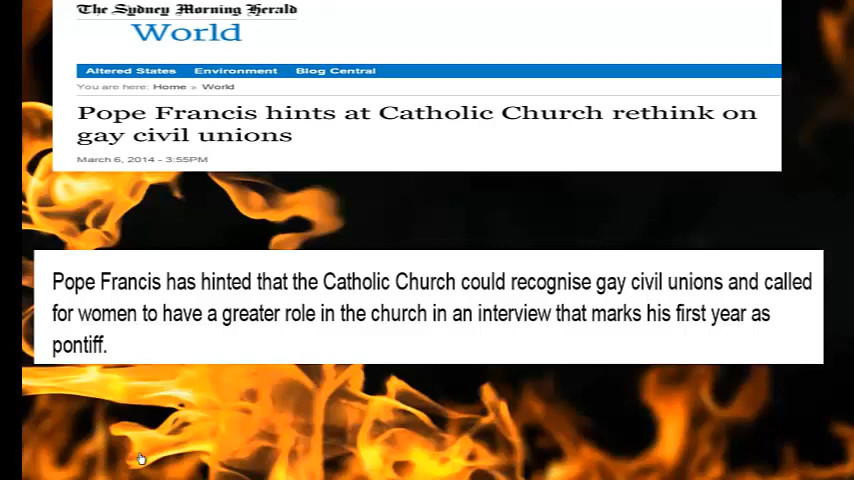 The Sydney Morning Herald
World
Altered States Environment Blog Central
You are here: Home » World
Pope Francis hints at Catholic Church rethink on
gay civil unions
March 6, 2014 - 3:55PM
Pope Francis has hinted that the Catholic Church could recognise gay civil unions and called
for women to have a greater role in the church in an interview that marks his first year as
pontiff.